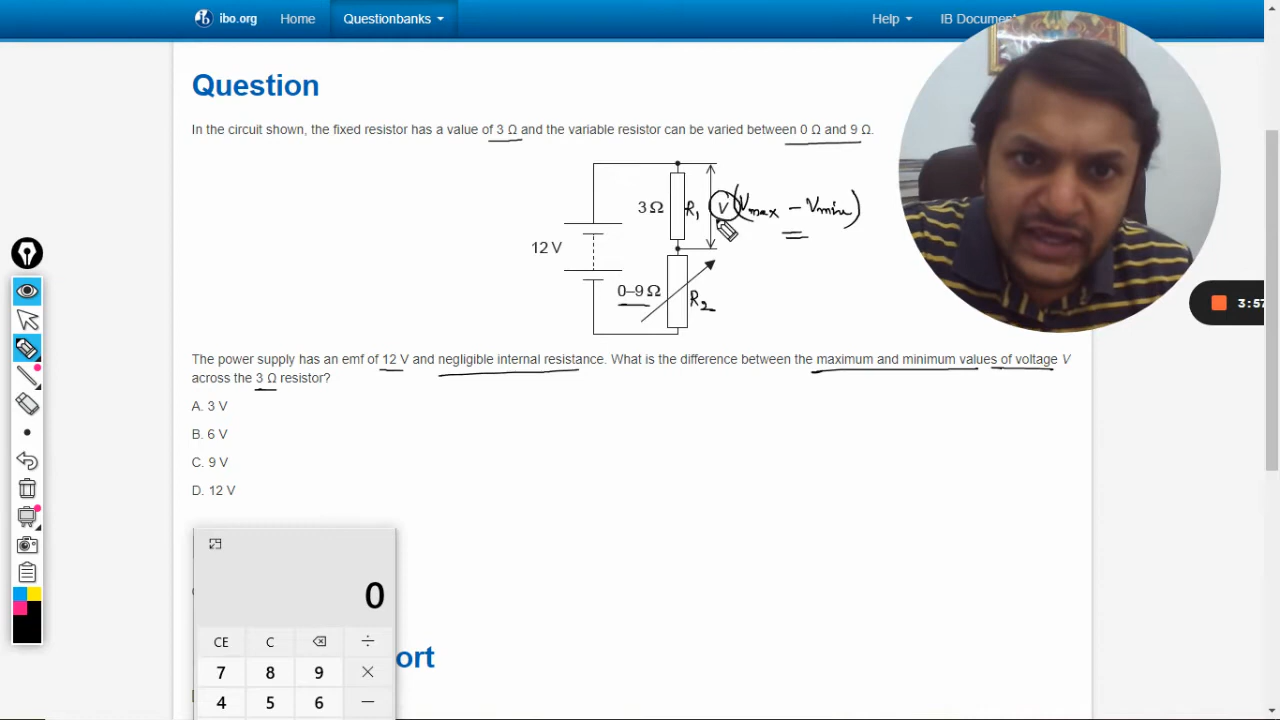 ibo.org
Home
Questionbanks
Help
IB Docum
Question
In the circuit shown, the fixed resistor has a value of 3 Ω and the variable resistor can be varied between 0 Ω and 9 Ω.
3 Ω R₁ V (Vmax - Vmin)
12 V
0–9 Ω R₂
3:57
The power supply has an emf of 12 V and negligible internal resistance. What is the difference between the maximum and minimum values of voltage V
across the 3 Ω resistor?
A. 3 V
B. 6 V
C. 9 V
D. 12 V
0
CE C ÷
ort
7 8 9 ×
4 5 6 −